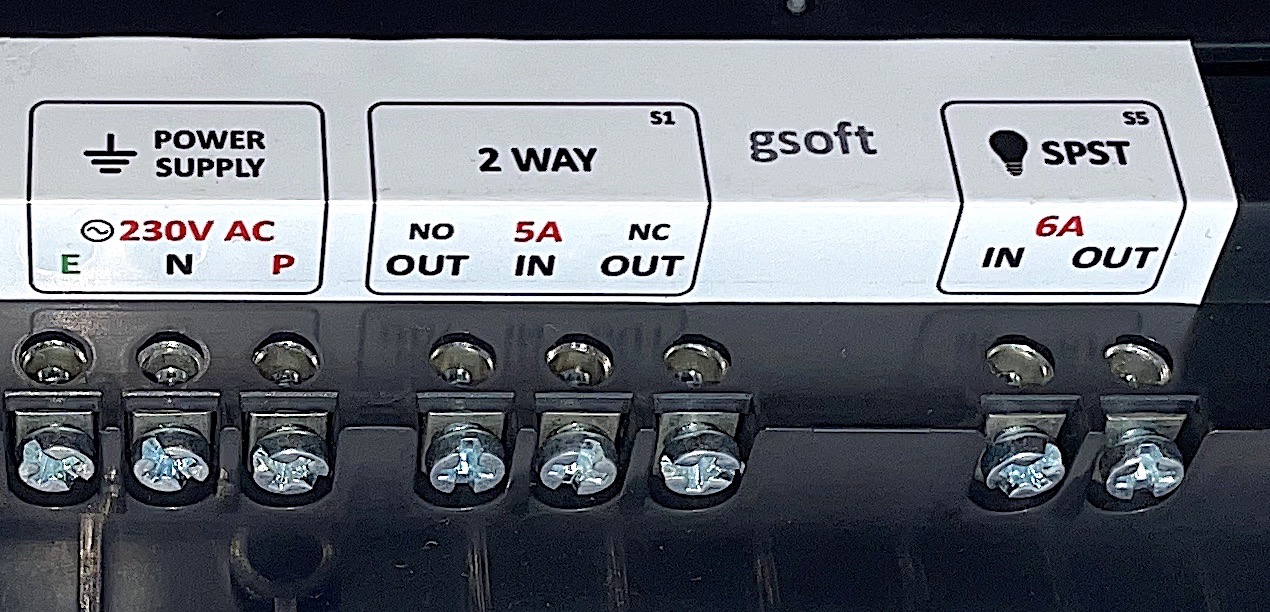 POWER
SUPPLY
230V AC
E N P
S1
2 WAY
NO 5A NC
OUT IN OUT
gsoft
S5
SPST
6A
IN OUT